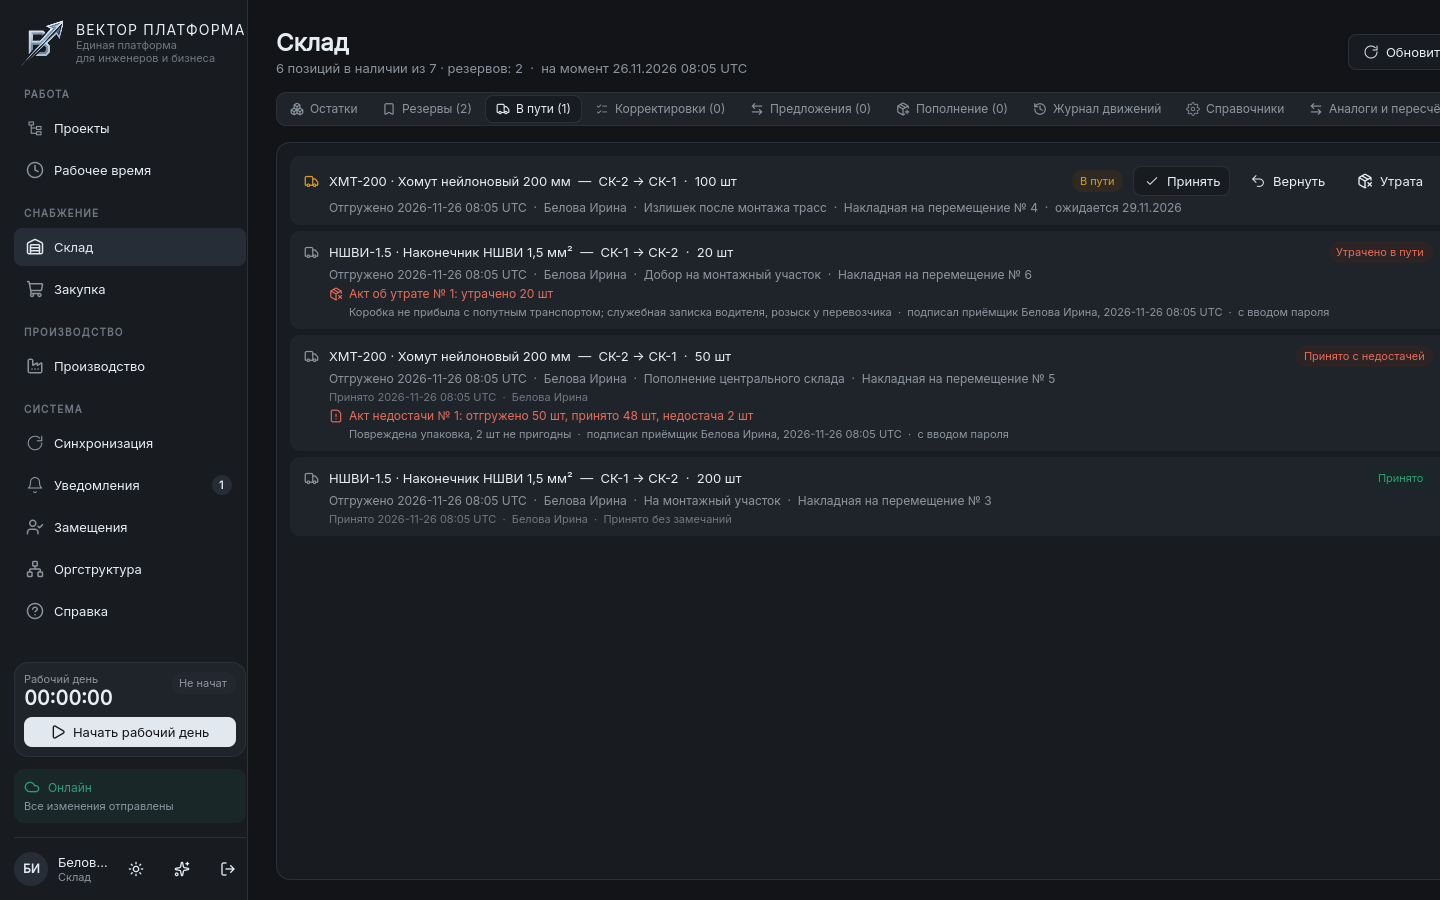 ВЕКТОР ПЛАТФОРМА
Единая платформа
для инженеров и бизнеса
РАБОТА
Проекты
Рабочее время
СНАБЖЕНИЕ
Склад
Закупка
ПРОИЗВОДСТВО
Производство
СИСТЕМА
Синхронизация
Уведомления 1
Замещения
Оргструктура
Справка
Рабочий день
Не начат
00:00:00
Начать рабочий день
Онлайн
Все изменения отправлены
БИ
Белов...
Склад
Склад
6 позиций в наличии из 7 · резервов: 2 · на момент 26.11.2026 08:05 UTC
Обновит
Остатки Резервы (2) В пути (1) Корректировки (0) Предложения (0) Пополнение (0) Журнал движений Справочники Аналоги и пересчё
ХМТ-200 · Хомут нейлоновый 200 мм — СК-2 → СК-1 · 100 шт В пути Принять Вернуть Утрата
Отгружено 2026-11-26 08:05 UTC · Белова Ирина · Излишек после монтажа трасс · Накладная на перемещение № 4 · ожидается 29.11.2026
НШВИ-1.5 · Наконечник НШВИ 1,5 мм² — СК-1 → СК-2 · 20 шт Утрачено в пути
Отгружено 2026-11-26 08:05 UTC · Белова Ирина · Добор на монтажный участок · Накладная на перемещение № 6
Акт об утрате № 1: утрачено 20 шт
Коробка не прибыла с попутным транспортом; служебная записка водителя, розыск у перевозчика · подписал приёмщик Белова Ирина, 2026-11-26 08:05 UTC · с вводом пароля
ХМТ-200 · Хомут нейлоновый 200 мм — СК-2 → СК-1 · 50 шт Принято с недостачей
Отгружено 2026-11-26 08:05 UTC · Белова Ирина · Пополнение центрального склада · Накладная на перемещение № 5
Принято 2026-11-26 08:05 UTC · Белова Ирина
Акт недостачи № 1: отгружено 50 шт, принято 48 шт, недостача 2 шт
Повреждена упаковка, 2 шт не пригодны · подписал приёмщик Белова Ирина, 2026-11-26 08:05 UTC · с вводом пароля
НШВИ-1.5 · Наконечник НШВИ 1,5 мм² — СК-1 → СК-2 · 200 шт Принято
Отгружено 2026-11-26 08:05 UTC · Белова Ирина · На монтажный участок · Накладная на перемещение № 3
Принято 2026-11-26 08:05 UTC · Белова Ирина · Принято без замечаний